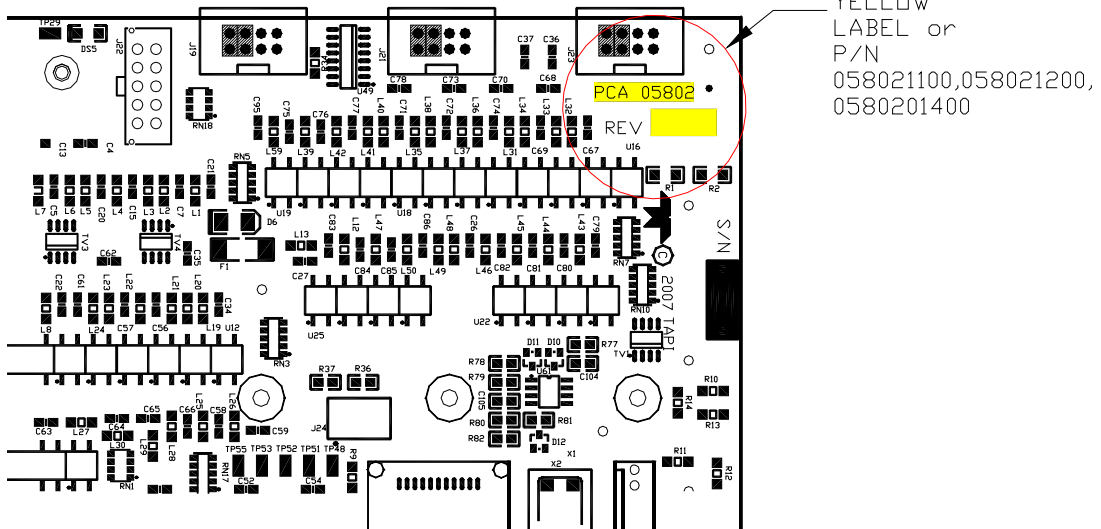 YELLOW
LABEL or
P/N
058021100,058021200,
0580201400
TP29
DS5
J22
J19
C38
U49
J21
C37 C36
J23
C78 C73 C70 C68
PCA 05802
REV
RN18
C95 C75 C76 C77 L40 C71 L38 C72 L36 C74 L34 L33 L32
C13 C4
RN5
L59 L39 L42 L41 L35 L37 L31 C69 C67 U16
C21
R1 R2
L7 C5 L6 L5 C20 L4 C15 L3 L2 C7 L1
U19 U18
D6
TV3 TV4
C83 L12 L47 C86 L48 C26 L45 L44 L43 C79
S/N
L13
C62 C35
F1
RN7
C
C27 C84 C85 L50 L49 L46 C82 C81 C80
C22 C61 L23 L22 L21 L20 C34
2007 TAPI
RN10
L8 L24 C57 C56 L19 U12
U25 U22
TV1
RN3
D11 D10 R77
R78
U61
C104
R37 R36
R79
C105
R10
R14
R13
C65 C66 L25 C58 L26
R80 R81
J24
C63 L27 C64 C59
R82 D12
L30 L29 L28
TP55 TP53 TP52 TP51 TP48
X1
X2
R9
R11
R12
RN1 RN17
C52 C54